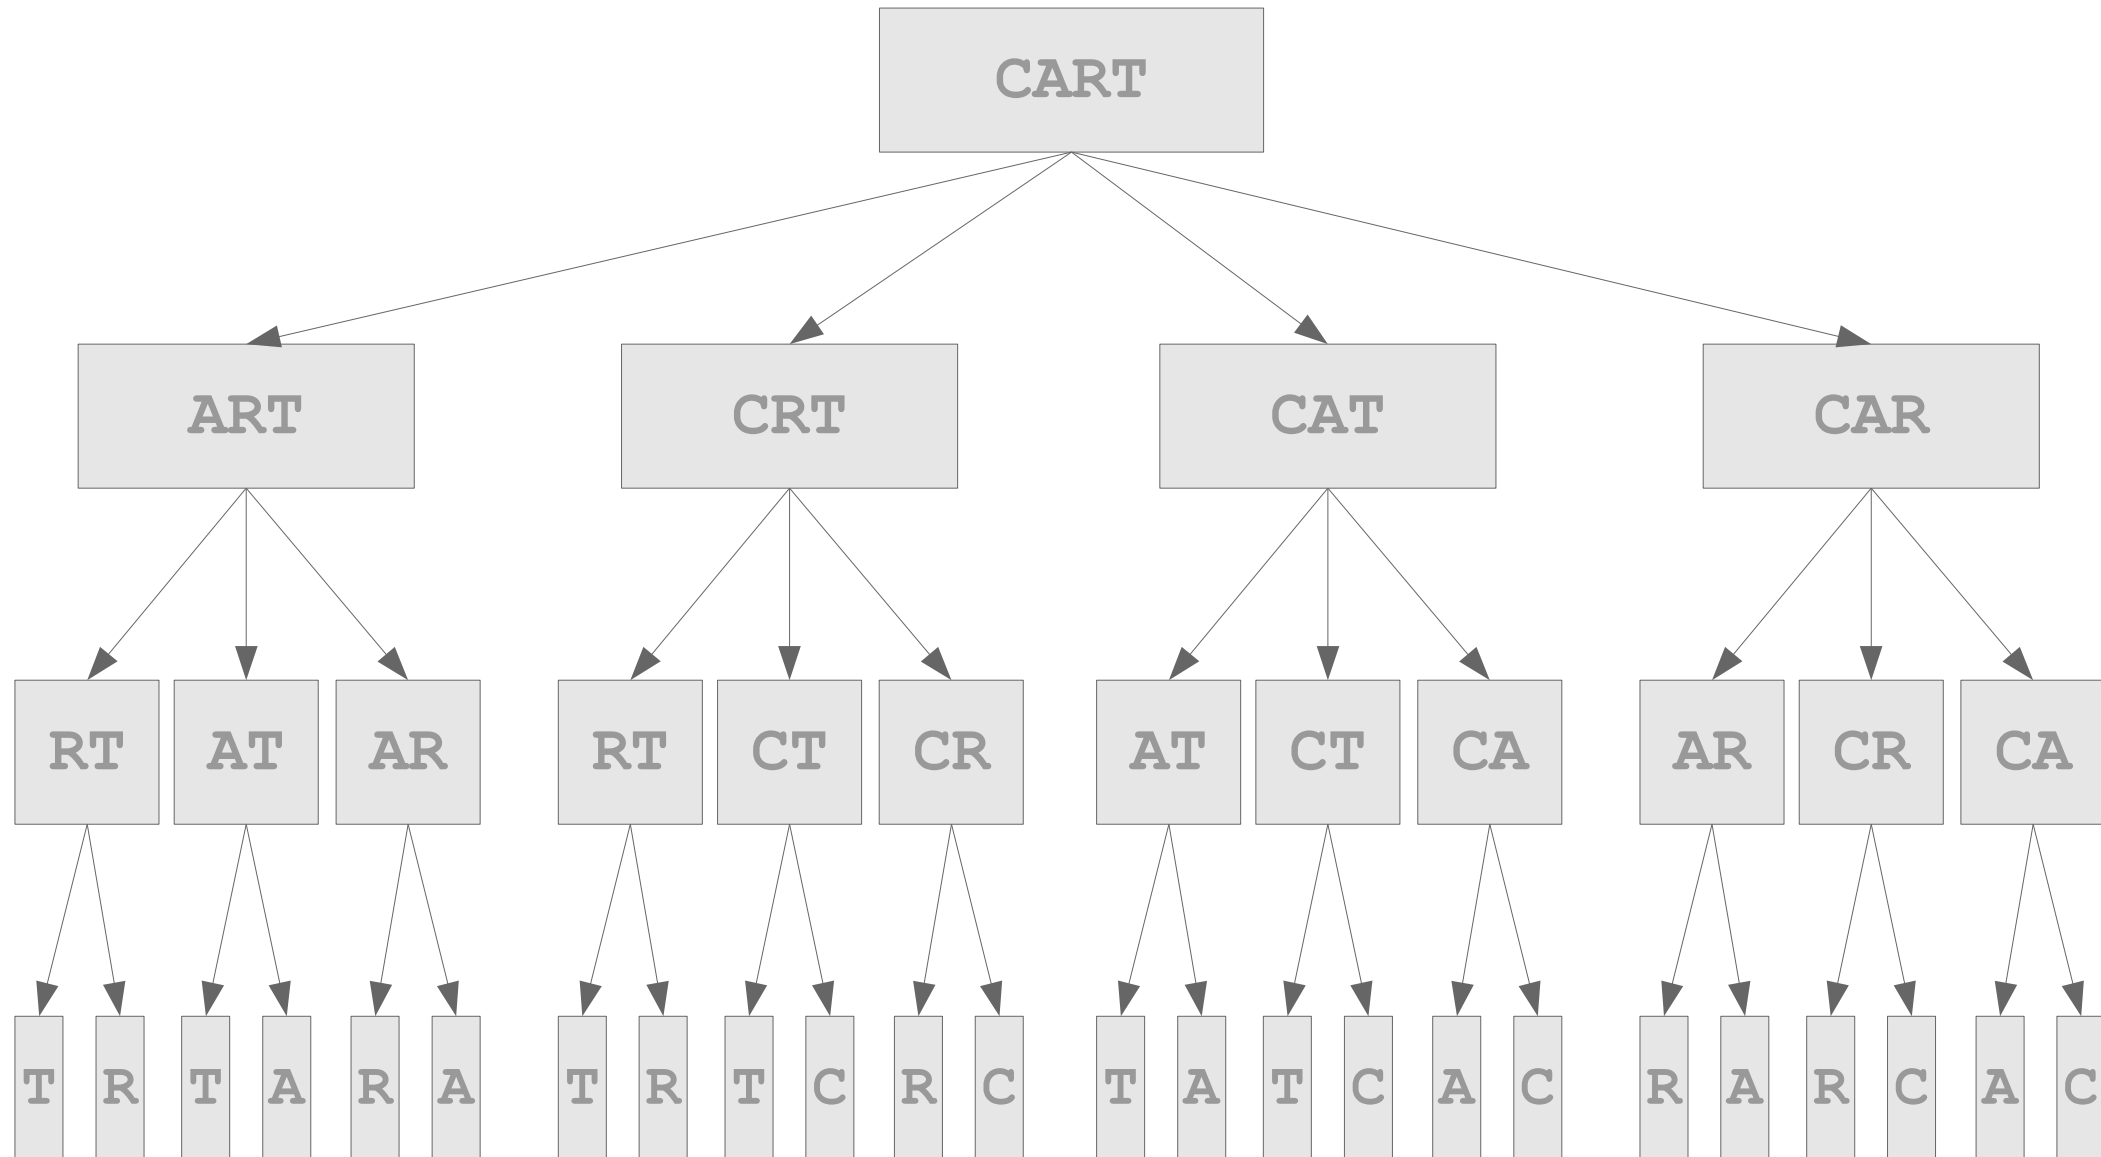 CART
ART CRT CAT CAR
RT AT AR RT CT CR AT CT CA AR CR CA
T R T A R A T R T C R C T A T C A C R A R C A C